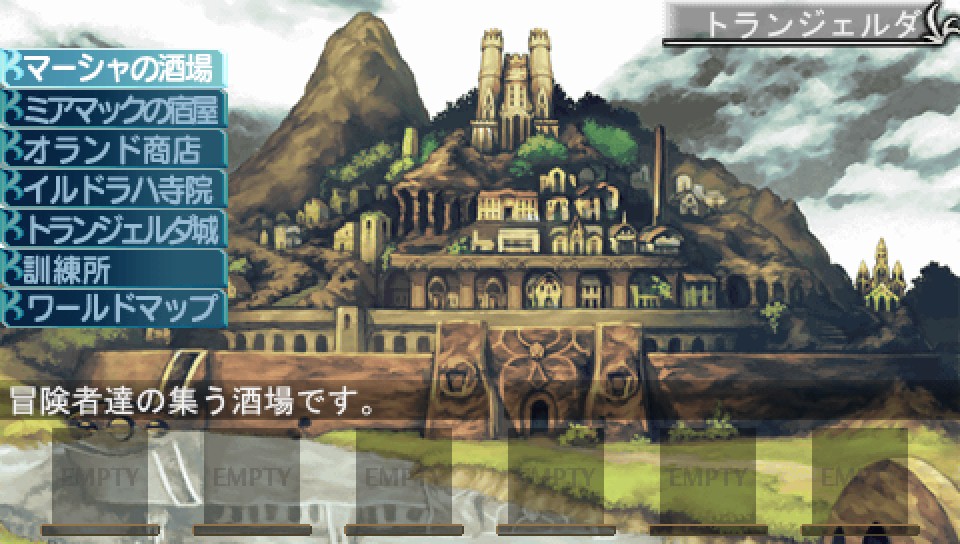 トランジェルダ
マーシャの酒場
ミアマックの宿屋
オランド商店
イルドラハ寺院
トランジェルダ城
訓練所
ワールドマップ
冒険者達の集う酒場です。
EMPTY
EMPTY
EMPTY
EMPTY
EMPTY
EMPTY